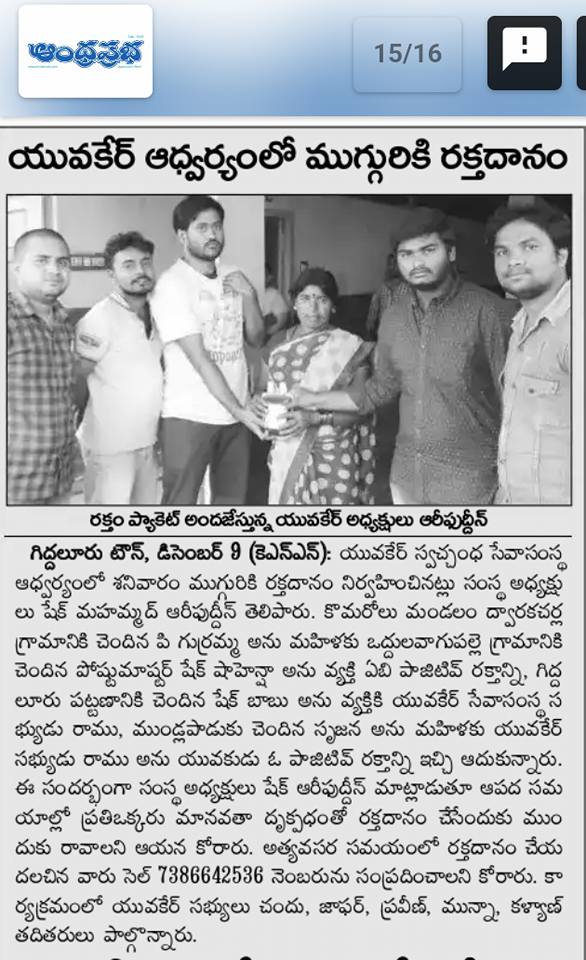 ఆంధ్రప్రభ
15/16
యువకేర్ ఆధ్వర్యంలో ముగ్గురికి రక్తదానం
రక్తం ప్యాకెట్ అందజేస్తున్న యువకేర్ అధ్యక్షులు ఆరీఫుద్దీన్
గిద్దలూరు టౌన్, డిసెంబర్ 9 (కెఎన్ఎన్): యువకేర్ స్వచ్ఛంధ సేవాసంస్థ
ఆధ్వర్యంలో శనివారం ముగ్గురికి రక్తదానం నిర్వహించినట్లు సంస్థ అధ్యక్షు
లు షేక్ మహమ్మద్ ఆరీఫుద్దీన్ తెలిపారు. కొమరోలు మండలం ద్వారకచర్ల
గ్రామానికి చెందిన పి గుర్రమ్మ అను మహిళకు ఒద్దులవాగుపల్లె గ్రామానికి
చెందిన పోష్టుమాష్టర్ షేక్ షాహెన్షా అను వ్యక్తి ఏబి పాజిటివ్ రక్తాన్ని, గిద్ద
లూరు పట్టణానికి చెందిన షేక్ బాబు అను వ్యక్తికి యువకేర్ సేవాసంస్థ స
భ్యుడు రాము, ముండ్లపాడుకు చెందిన సృజన అను మహిళకు యువకేర్
సభ్యుడు రాము అను యువకుడు ఓ పాజిటివ్ రక్తాన్ని ఇచ్చి ఆదుకున్నారు.
ఈ సందర్భంగా సంస్థ అధ్యక్షులు షేక్ ఆరీఫుద్దీన్ మాట్లాడుతూ ఆపద సమ
యాల్లో ప్రతిఒక్కరు మానవతా దృక్పధంతో రక్తదానం చేసేందుకు ముం
దుకు రావాలని ఆయన కోరారు. అత్యవసర సమయంలో రక్తదానం చేయ
దలచిన వారు సెల్ 7386642536 నెంబరును సంప్రదించాలని కోరారు. కా
ర్యక్రమంలో యువకేర్ సభ్యులు చందు, జాఫర్, ప్రవీణ్, మున్నా, కళ్యాణ్
తదితరులు పాల్గొన్నారు.